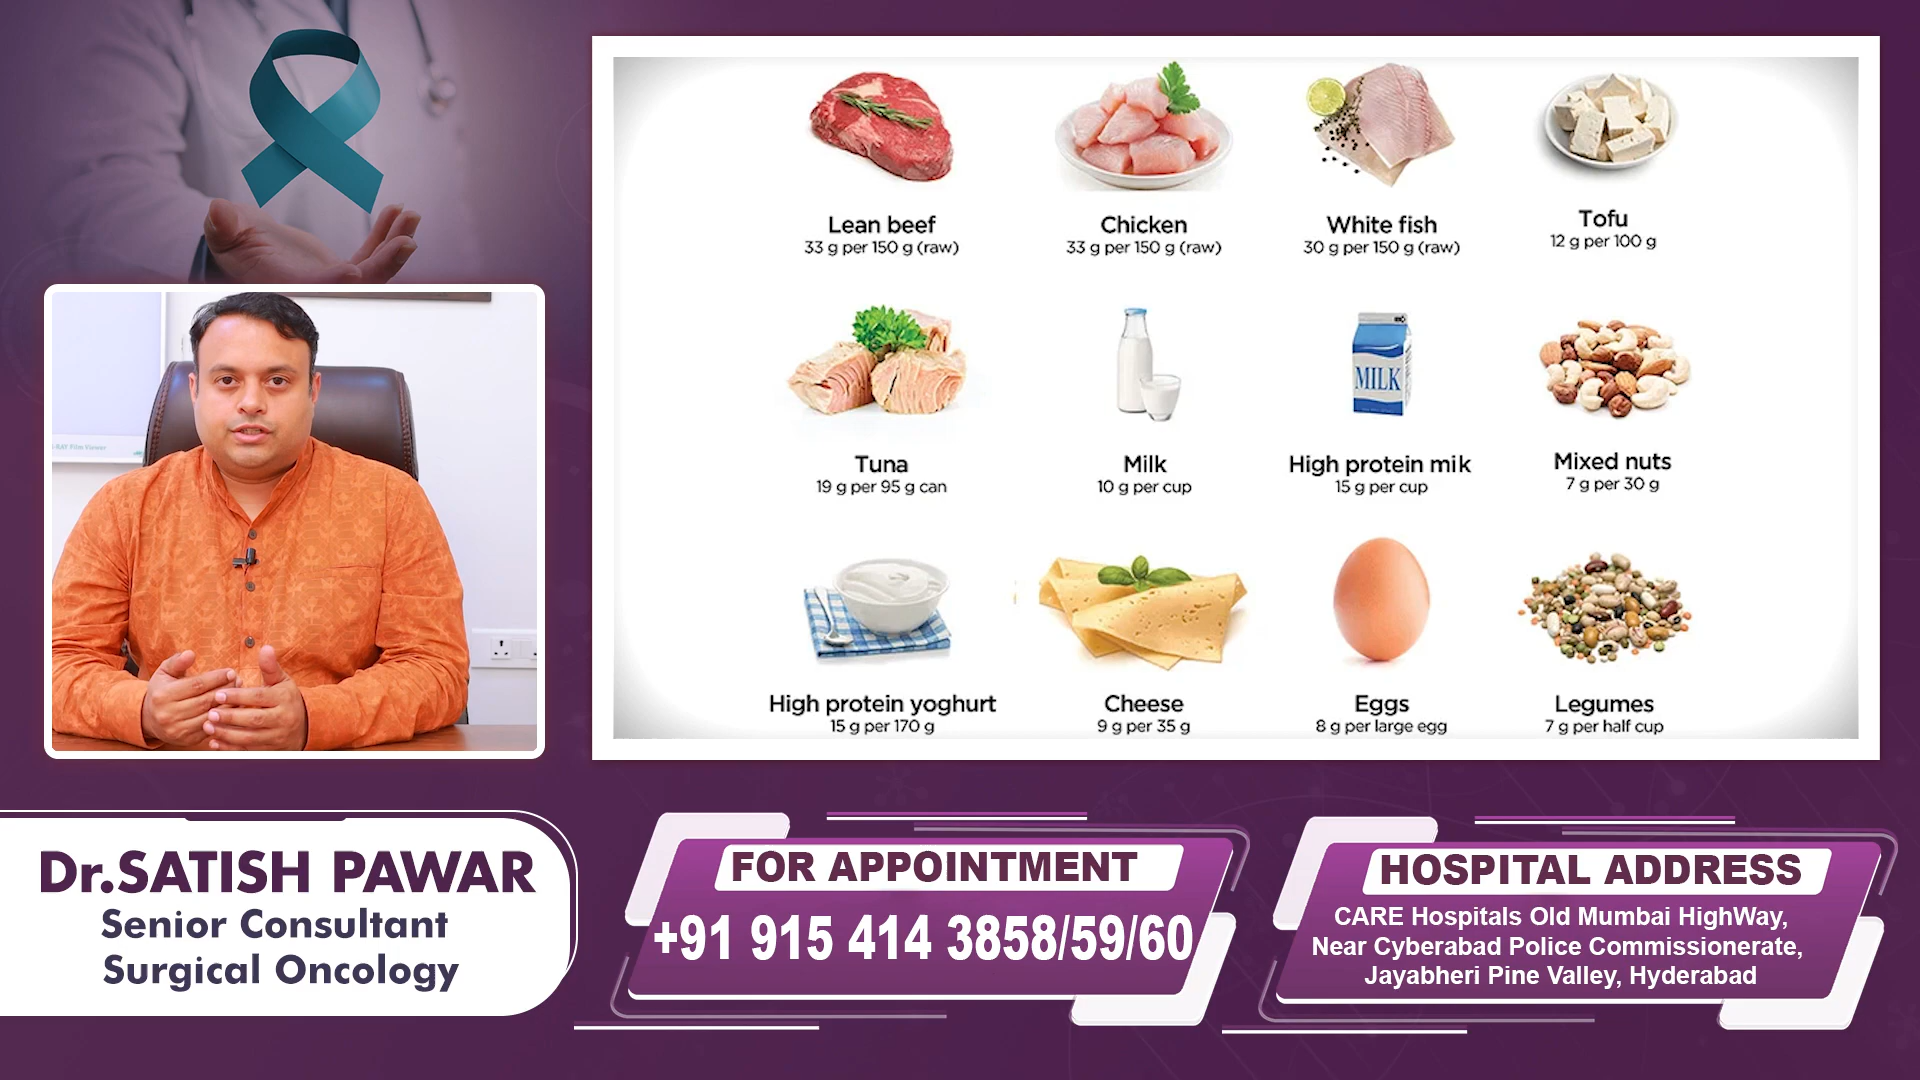 Lean beef
33 g per 150 g (raw)
Chicken
33 g per 150 g (raw)
White fish
30 g per 150 g (raw)
Tofu
12 g per 100 g
Tuna
19 g per 95 g can
Milk
10 g per cup
MILK
High protein mik
15 g per cup
Mixed nuts
7 g per 30 g
High protein yoghurt
15 g per 170 g
Cheese
9 g per 35 g
Eggs
8 g per large egg
Legumes
7 g per half cup
X-RAY Film Viewer
Dr.SATISH PAWAR
Senior Consultant
Surgical Oncology
FOR APPOINTMENT
+91 915 414 3858/59/60
HOSPITAL ADDRESS
CARE Hospitals Old Mumbai HighWay,
Near Cyberabad Police Commissionerate,
Jayabheri Pine Valley, Hyderabad